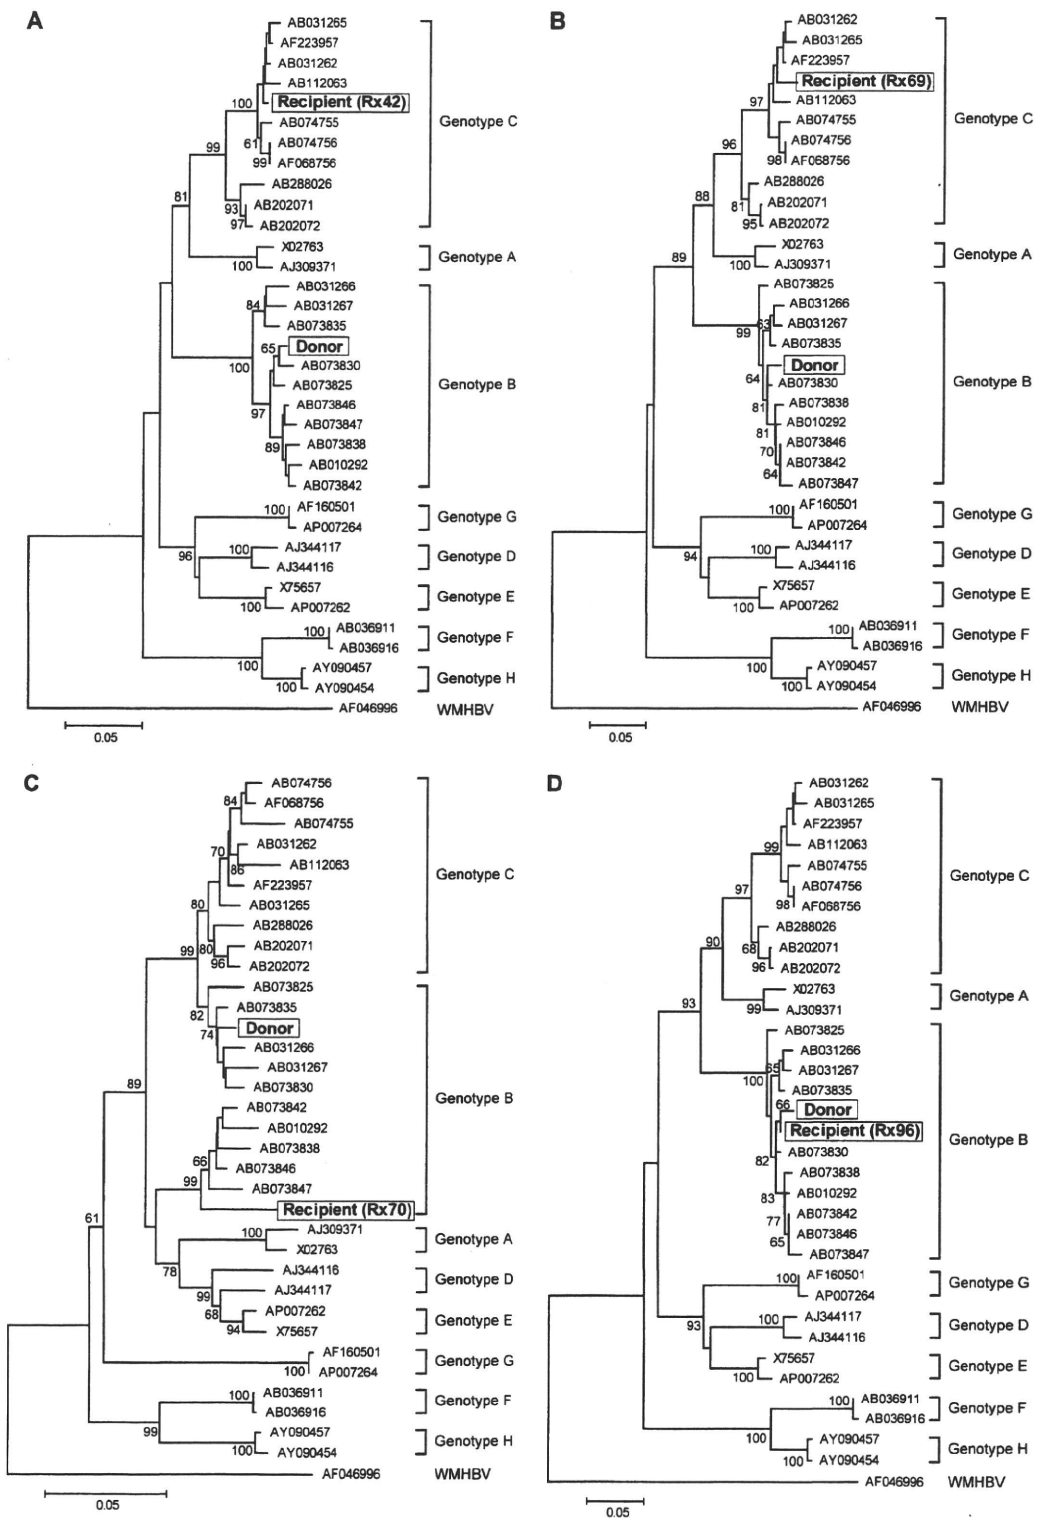 A
AB031265
AF223957
AB031262
AB112063
100
Recipient (Rx42)
AB074755
61
AB074756
99
AF068756
99
AB288026
93
AB202071
97
AB202072
81
X02763
100
AJ309371
AB031266
84
AB031267
AB073835
65
Donor
100
AB073830
AB073825
AB073846
97
AB073847
89
AB073838
AB010292
AB073842
100
AF160501
AP007264
96
100
AJ344117
AJ344116
X75657
100
AP007262
100
AB036911
AB036916
100
AY090457
100
AY090454
AF046996
Genotype C
Genotype A
Genotype B
Genotype G
Genotype D
Genotype E
Genotype F
Genotype H
WMHBV
0.05
B
AB031262
AB031265
AF223957
Recipient (Rx69)
97
AB112063
AB074755
AB074756
98
AF068756
96
AB288026
81
AB202071
95
AB202072
88
X02763
100
AJ309371
89
AB073825
AB031266
63
AB031267
99
AB073835
Donor
64
AB073830
AB073838
81
AB010292
81
AB073846
70
AB073842
64
AB073847
100
AF160501
AP007264
94
100
AJ344117
AJ344116
X75657
100
AP007262
100
AB036911
AB036916
100
AY090457
100
AY090454
AF046996
Genotype C
Genotype A
Genotype B
Genotype G
Genotype D
Genotype E
Genotype F
Genotype H
WMHBV
0.05
C
AB074756
84
AF068756
AB074755
70
AB031262
86
AB112063
AF223957
80
AB031265
AB288026
99
80
AB202071
96
AB202072
AB073825
82
AB073835
74
Donor
AB031266
AB031267
89
AB073830
AB073842
AB010292
AB073838
66
AB073846
99
AB073847
Recipient (Rx70)
61
100
AJ309371
X02763
78
AJ344116
99
AJ344117
68
AP007262
94
X75657
AF160501
100
AP007264
100
AB036911
AB036916
99
AY090457
100
AY090454
AF046996
Genotype C
Genotype B
Genotype A
Genotype D
Genotype E
Genotype G
Genotype F
Genotype H
WMHBV
0.05
D
AB031262
AB031265
AF223957
99
AB112063
AB074755
97
AB074756
98
AF068756
AB288026
90
68
AB202071
96
AB202072
93
X02763
99
AJ309371
AB073825
AB031266
65
AB031267
100
AB073835
66
Donor
Recipient (Rx96)
82
AB073830
AB073838
83
AB010292
77
AB073842
65
AB073846
AB073847
100
AF160501
AP007264
93
100
AJ344117
AJ344116
X75657
100
AP007262
100
AB036911
AB036916
100
AY090457
100
AY090454
AF046996
Genotype C
Genotype A
Genotype B
Genotype G
Genotype D
Genotype E
Genotype F
Genotype H
WMHBV
0.05